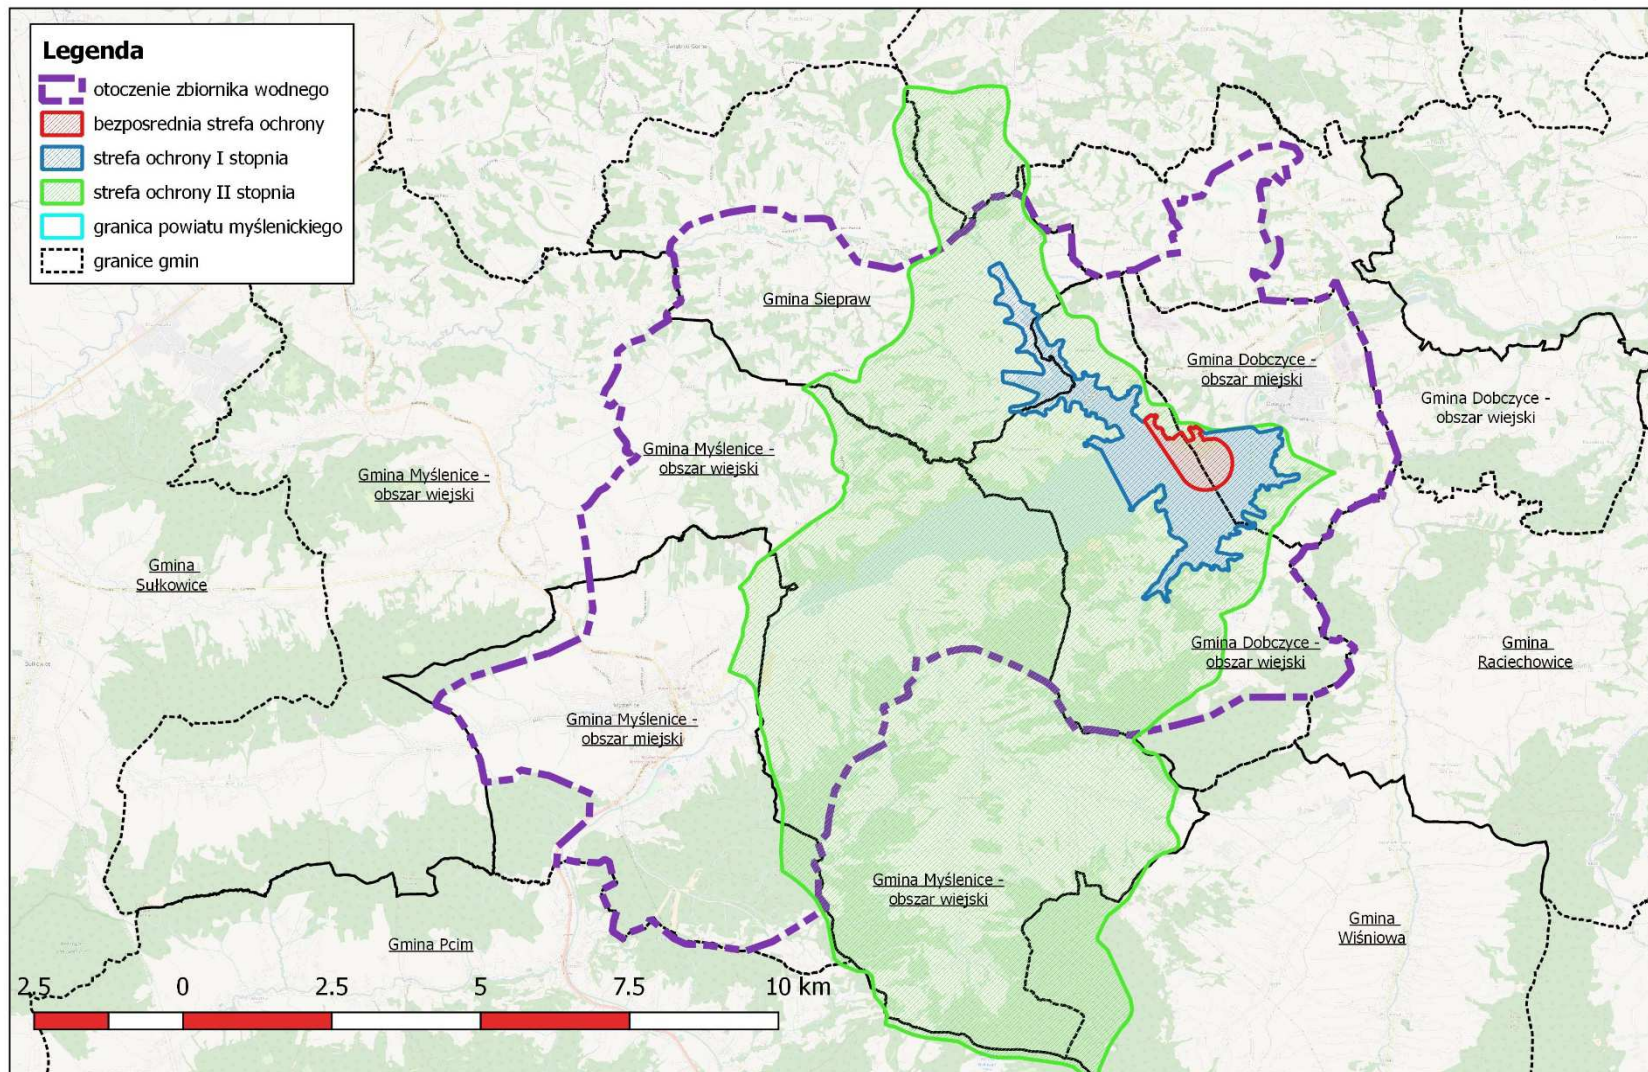 Legenda
otoczenie zbiornika wodnego
bezposrednia strefa ochrony
strefa ochrony I stopnia
strefa ochrony II stopnia
granica powiatu myślenickiego
granice gmin
Gmina Siepraw
Gmina Dobczyce -
obszar miejski
Gmina Dobczyce -
obszar wiejski
Gmina Myślenice -
obszar wiejski
Gmina Myślenice -
obszar wiejski
Gmina
Sułkowice
Gmina Dobczyce -
obszar wiejski
Gmina
Raciechowice
Gmina Myślenice -
obszar miejski
Gmina Myślenice -
obszar wiejski
Gmina
Wiśniowa
Gmina Pcim
2.5 0 2.5 5 7.5 10 km